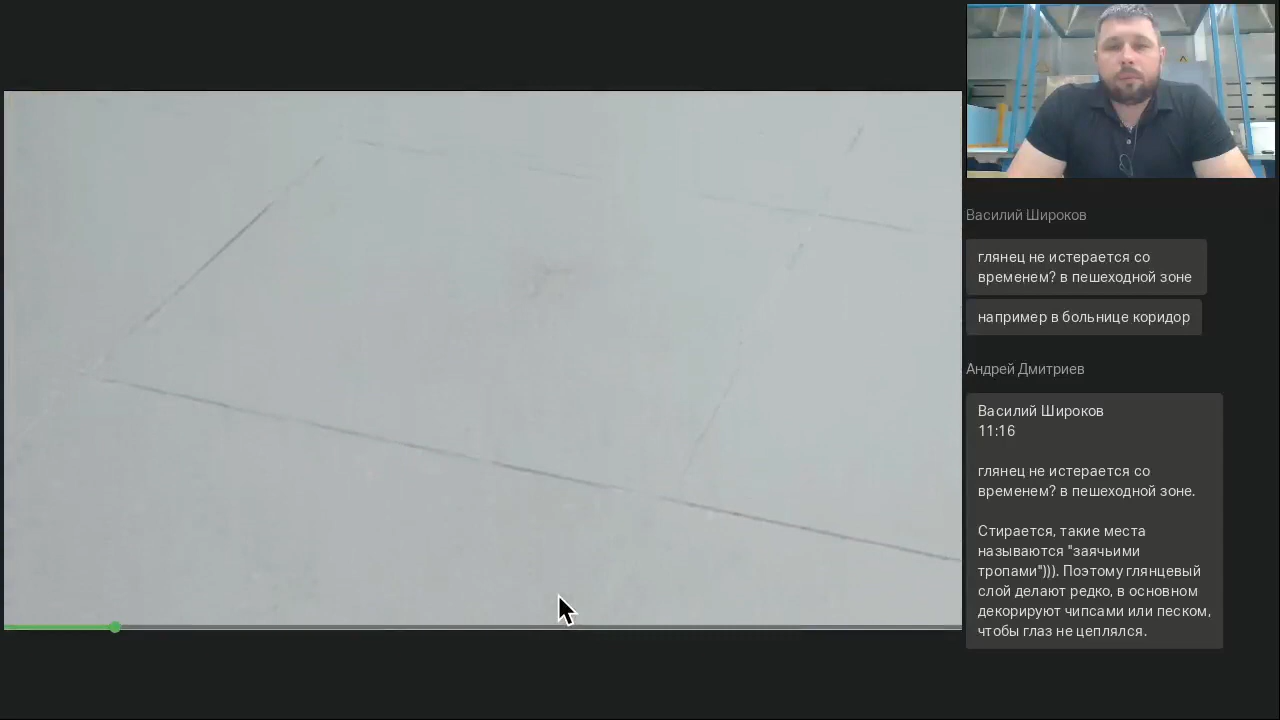 Василий Широков
глянец не истерается со
временем? в пешеходной зоне
например в больнице коридор
Андрей Дмитриев
Василий Широков
11:16
глянец не истерается со
временем? в пешеходной зоне.
Стирается, такие места
называются "заячьими
тропами"))). Поэтому глянцевый
слой делают редко, в основном
декорируют чипсами или песком,
чтобы глаз не цеплялся.